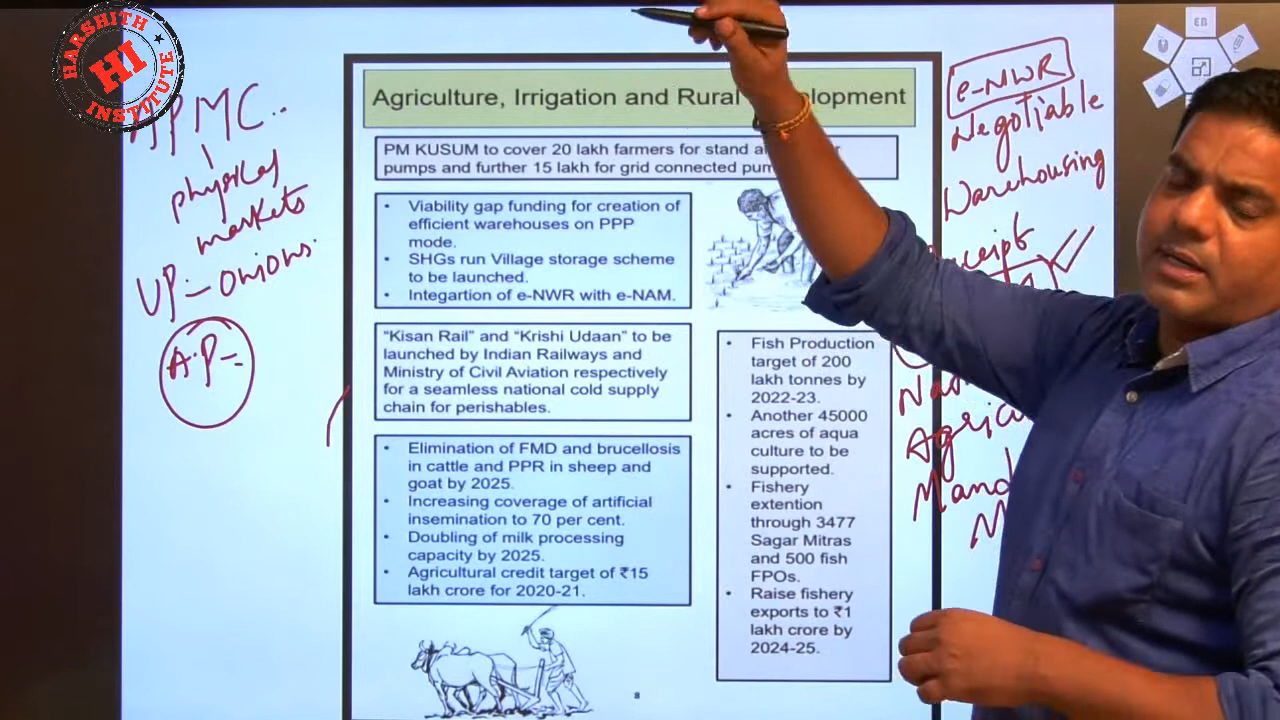 HARSHITH
HI
INSTITUTE
APMC.
physical
markets
UP:- onions.
A.P-
Agriculture, Irrigation and Rural
PM KUSUM to cover 20 lakh farmers for stand
pumps and further 15 lakh for grid connected
• Viability gap funding for creation of
efficient warehouses on PPP
mode.
• SHGs run Village storage scheme
to be launched.
• Integartion of e-NWR with e-NAM.
"Kisan Rail" and "Krishi Udaan" to be
launched by Indian Railways and
Ministry of Civil Aviation respectively
for a seamless national cold supply
chain for perishables.
• Elimination of FMD and brucellosis
in cattle and PPR in sheep and
goat by 2025.
• Increasing coverage of artificial
insemination to 70 per cent.
• Doubling of milk processing
capacity by 2025.
• Agricultural credit target of ₹15
lakh crore for 2020-21.
• Fish Production
target of 200
lakh tonnes by
2022-23.
• Another 45000
acres of aqua
culture to be
supported.
• Fishery
extention
through 3477
Sagar Mitras
and 500 fish
FPOs.
• Raise fishery
exports to ₹1
lakh crore by
2024-25.
8
e-NWR
Negotiable
Warehousing
EB